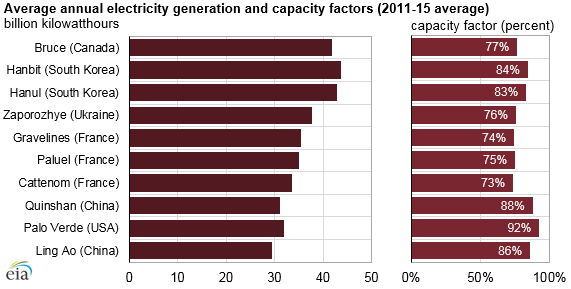 Average annual electricity generation and capacity factors (2011-15 average)
billion kilowatthours
capacity factor (percent)
Bruce (Canada) 77%
Hanbit (South Korea) 84%
Hanul (South Korea) 83%
Zaporozhye (Ukraine) 76%
Gravelines (France) 74%
Paluel (France) 75%
Cattenom (France) 73%
Quinshan (China) 88%
Palo Verde (USA) 92%
Ling Ao (China) 86%
0 10 20 30 40 50 0% 50% 100%
eia